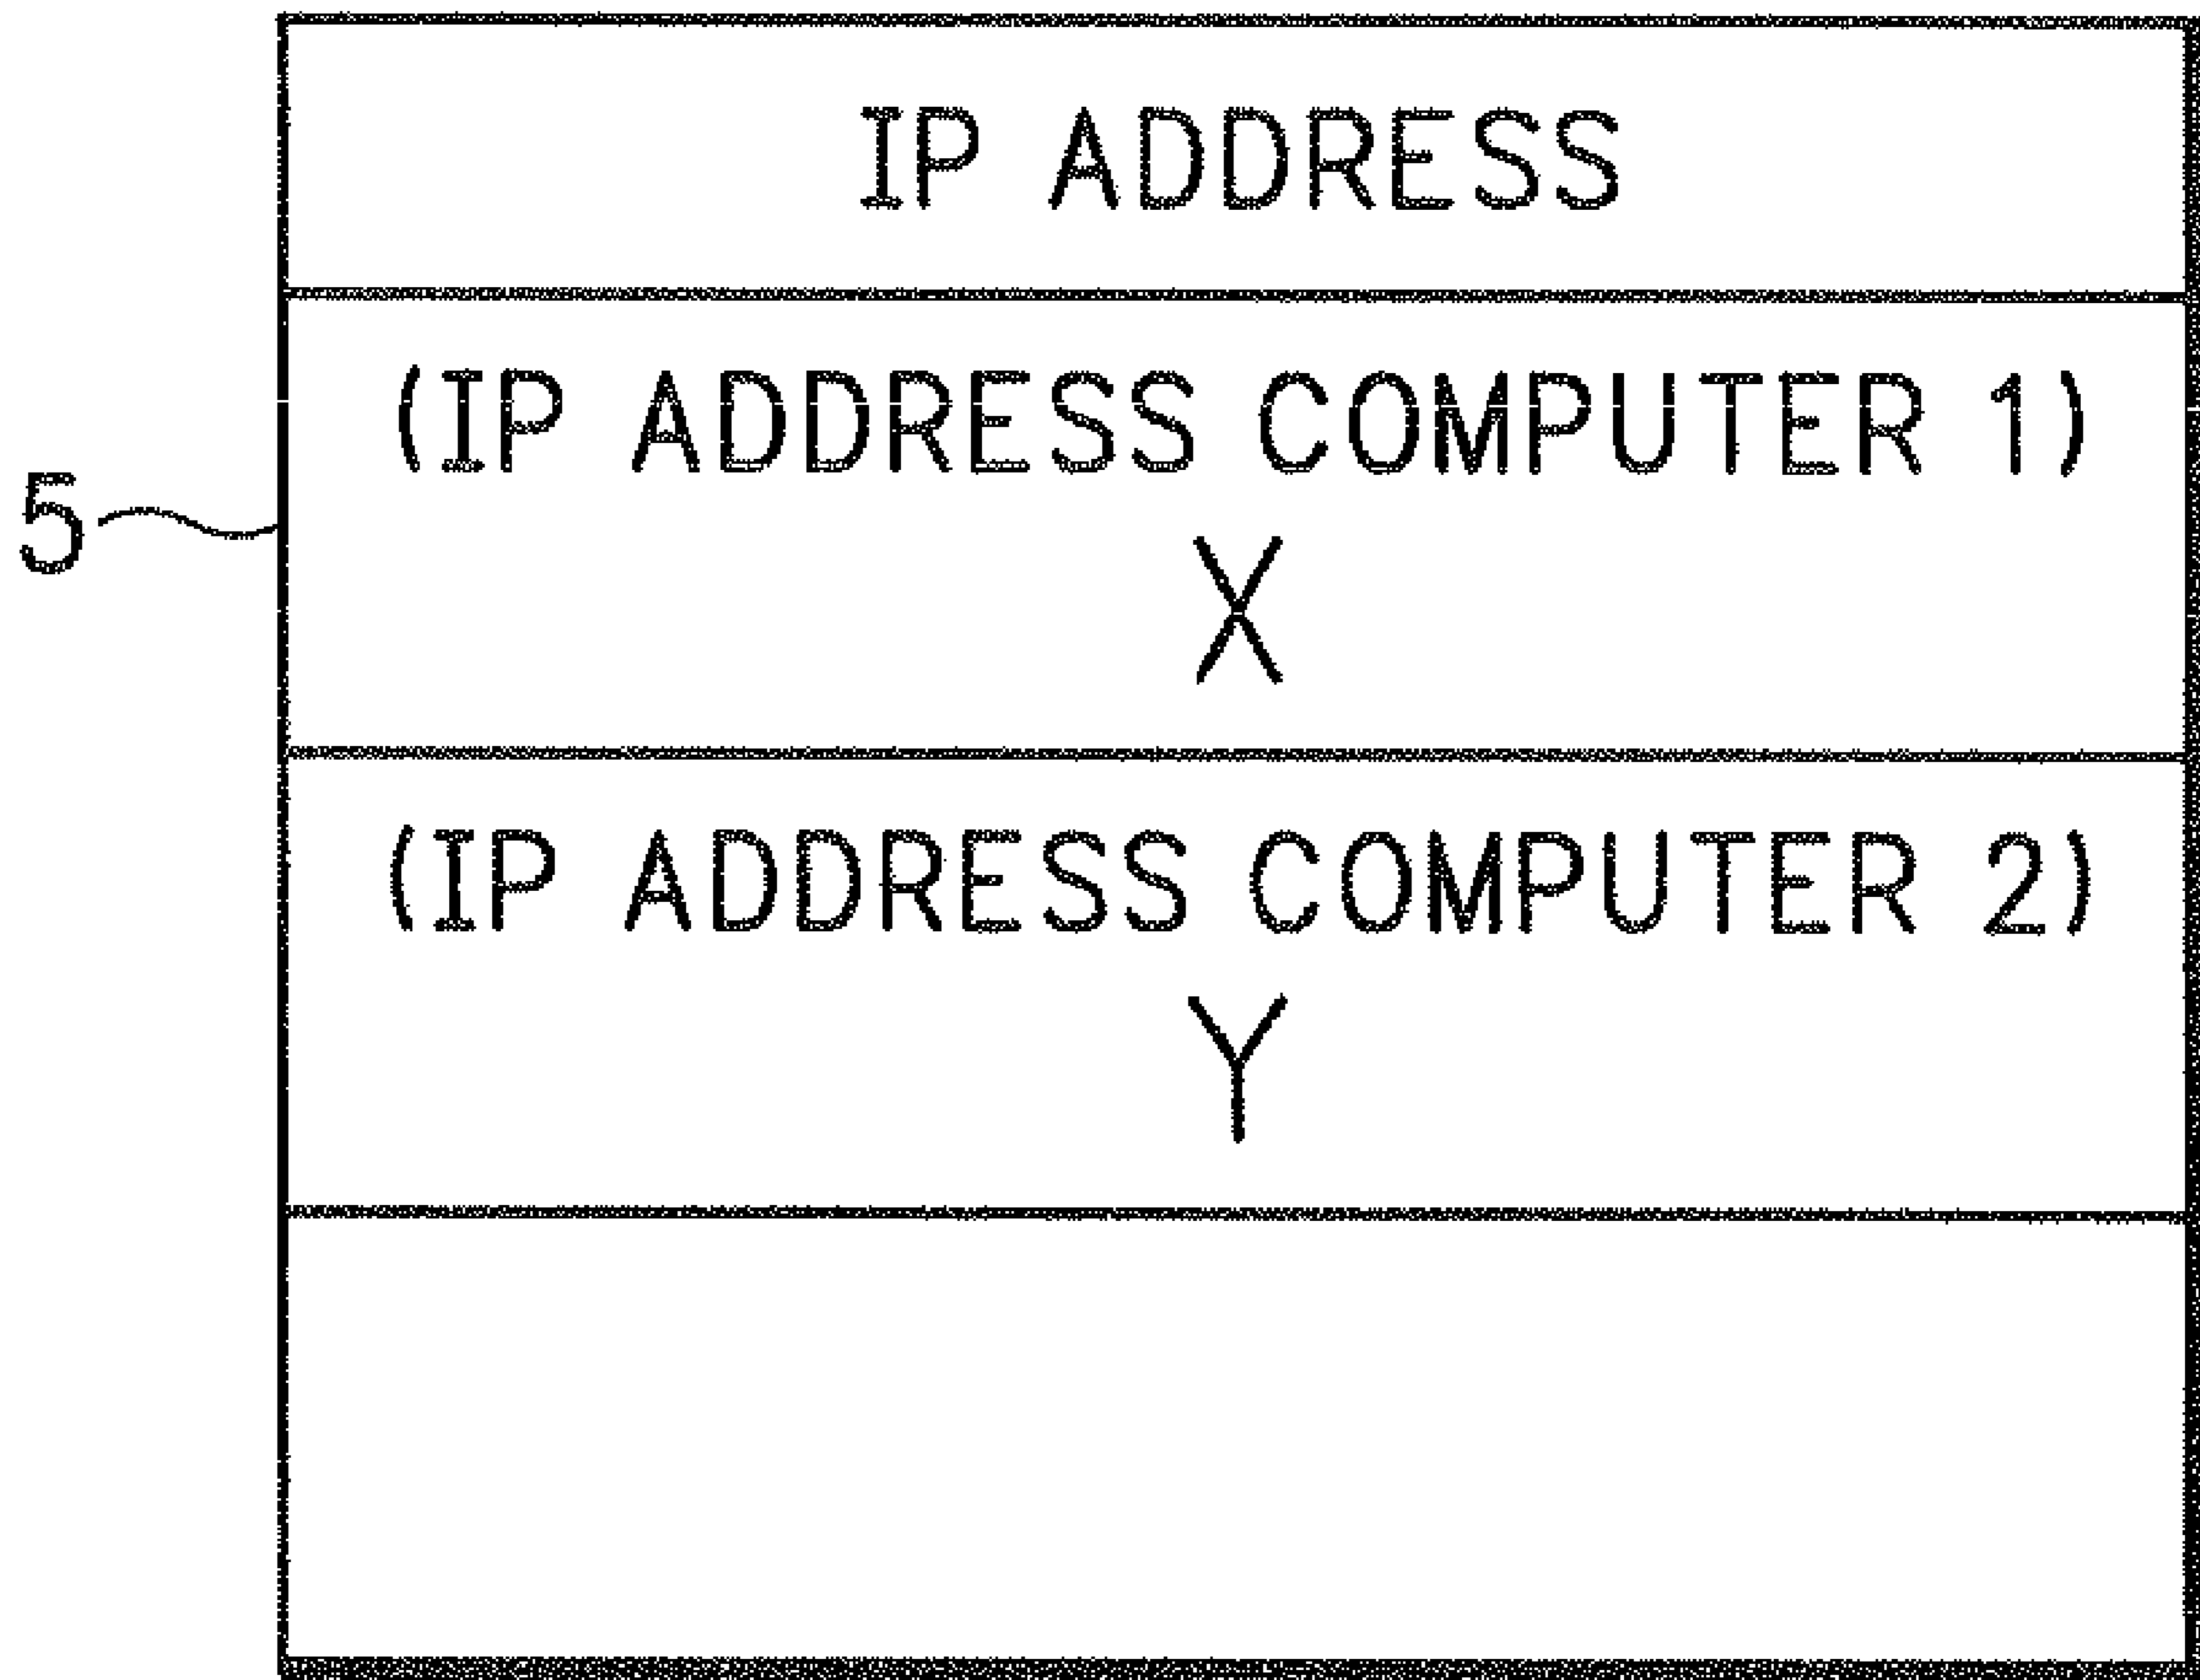 IP ADDRESS
(IP ADDRESS COMPUTER 1)
5
X
(IP ADDRESS COMPUTER 2)
Y